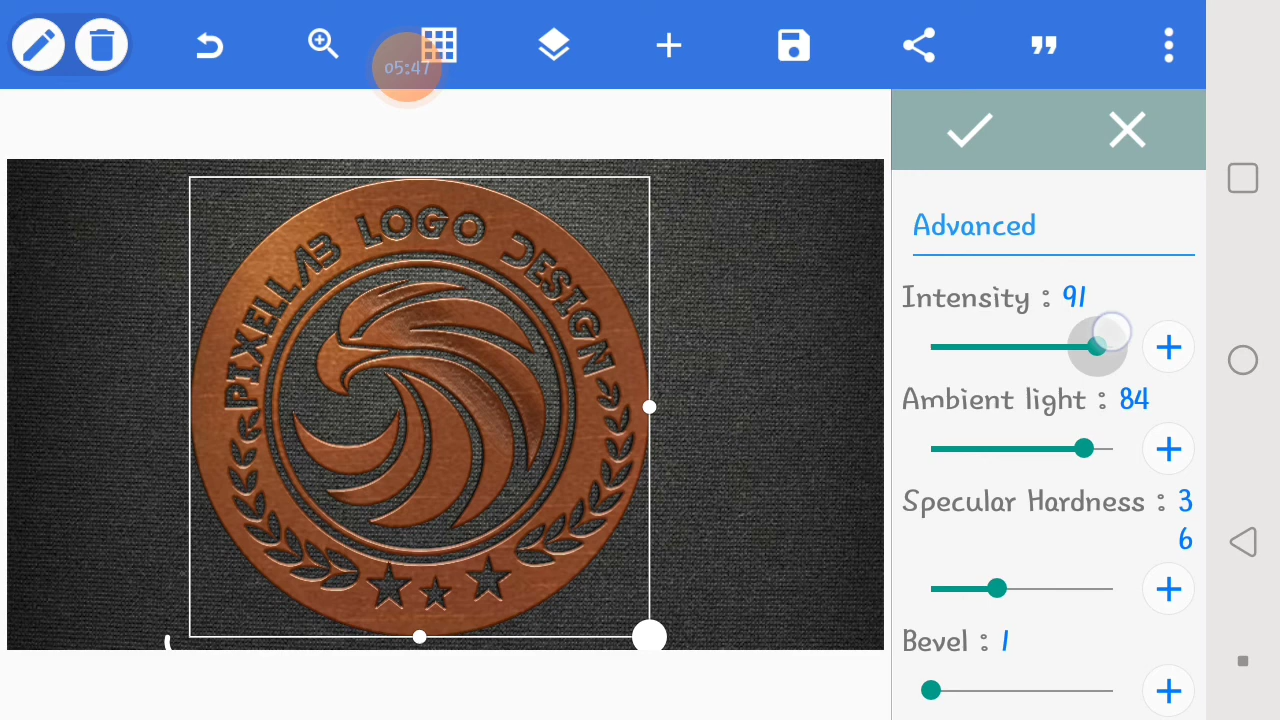 05:47
PIXELLAB LOGO DESIGN
Advanced
Intensity : 91
Ambient light : 84
Specular Hardness : 3
6
Bevel : 1